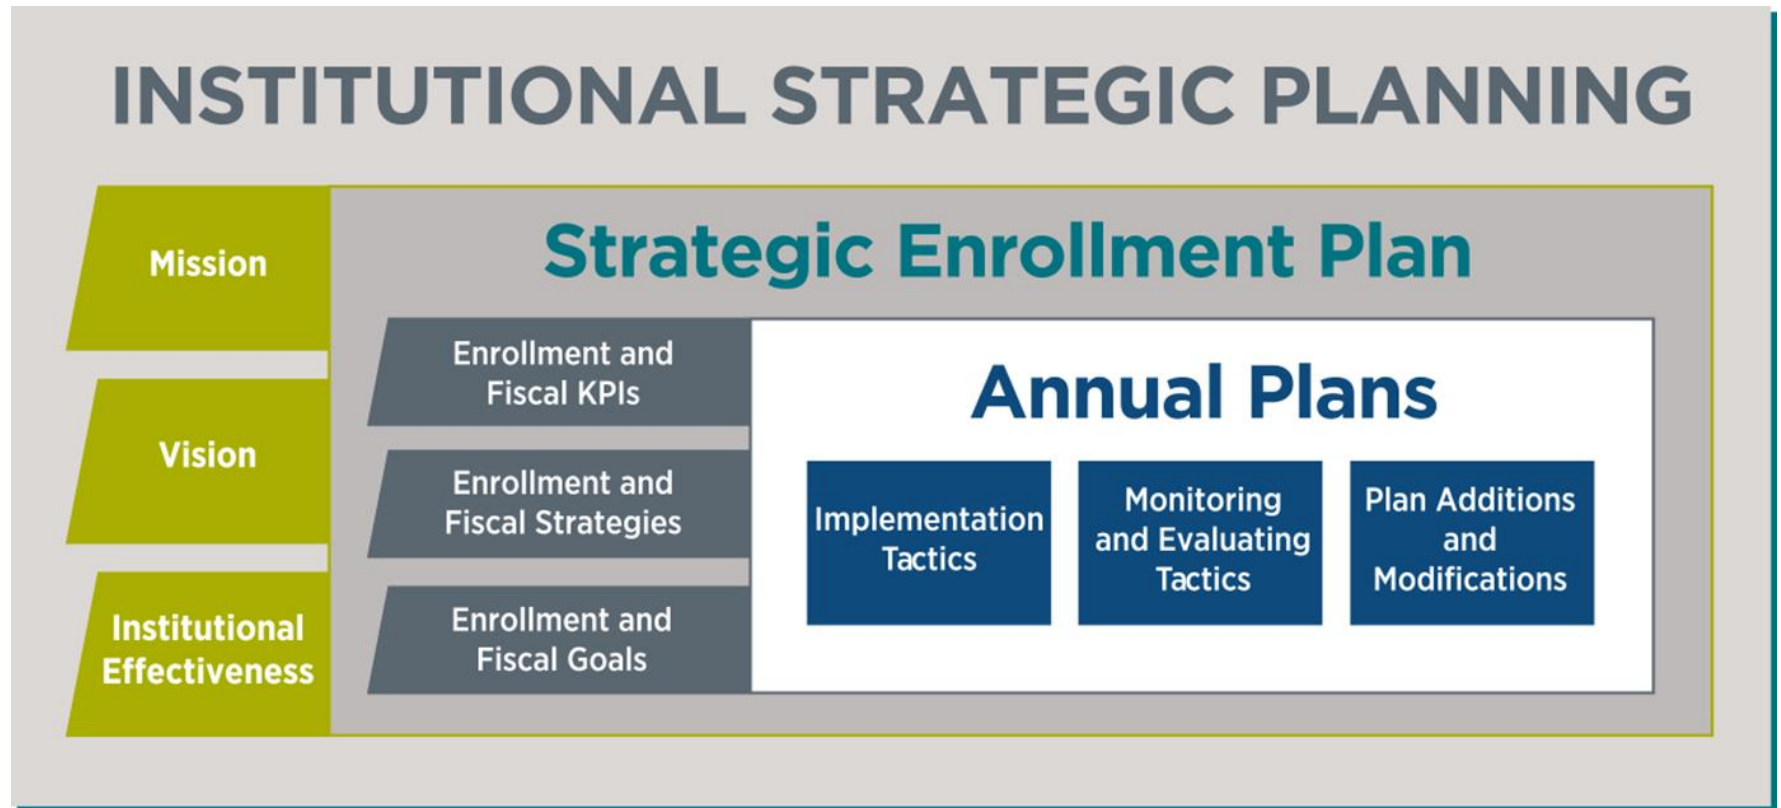 INSTITUTIONAL STRATEGIC PLANNING
Mission
Vision
Institutional
Effectiveness
Strategic Enrollment Plan
Enrollment and
Fiscal KPIs
Enrollment and
Fiscal Strategies
Enrollment and
Fiscal Goals
Annual Plans
Implementation
Tactics
Monitoring
and Evaluating
Tactics
Plan Additions
and
Modifications